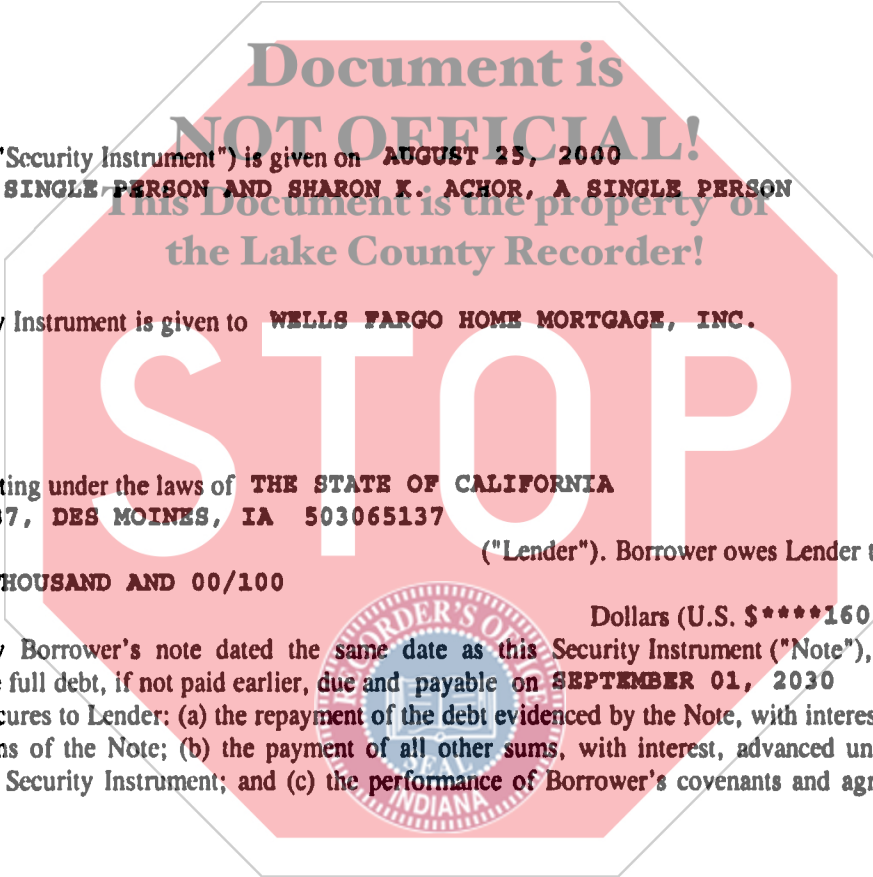 Document is
NOT OFFICIAL!
"Security Instrument") is given on AUGUST 25, 2000
SINGLE PERSON AND SHARON K. ACHOR, A SINGLE PERSON
This Document is the property of
the Lake County Recorder!
Instrument is given to WELLS FARGO HOME MORTGAGE, INC.
STOP
ting under the laws of THE STATE OF CALIFORNIA
37, DES MOINES, IA 503065137
("Lender"). Borrower owes Lender t
HOUSAND AND 00/100
Dollars (U.S. $****160
Borrower's note dated the same date as this Security Instrument ("Note"),
full debt, if not paid earlier, due and payable on SEPTEMBER 01, 2030
cures to Lender: (a) the repayment of the debt evidenced by the Note, with interes
ns of the Note; (b) the payment of all other sums, with interest, advanced un
Security Instrument; and (c) the performance of Borrower's covenants and agr
RECORDER'S OFFICE
SEAL
INDIANA